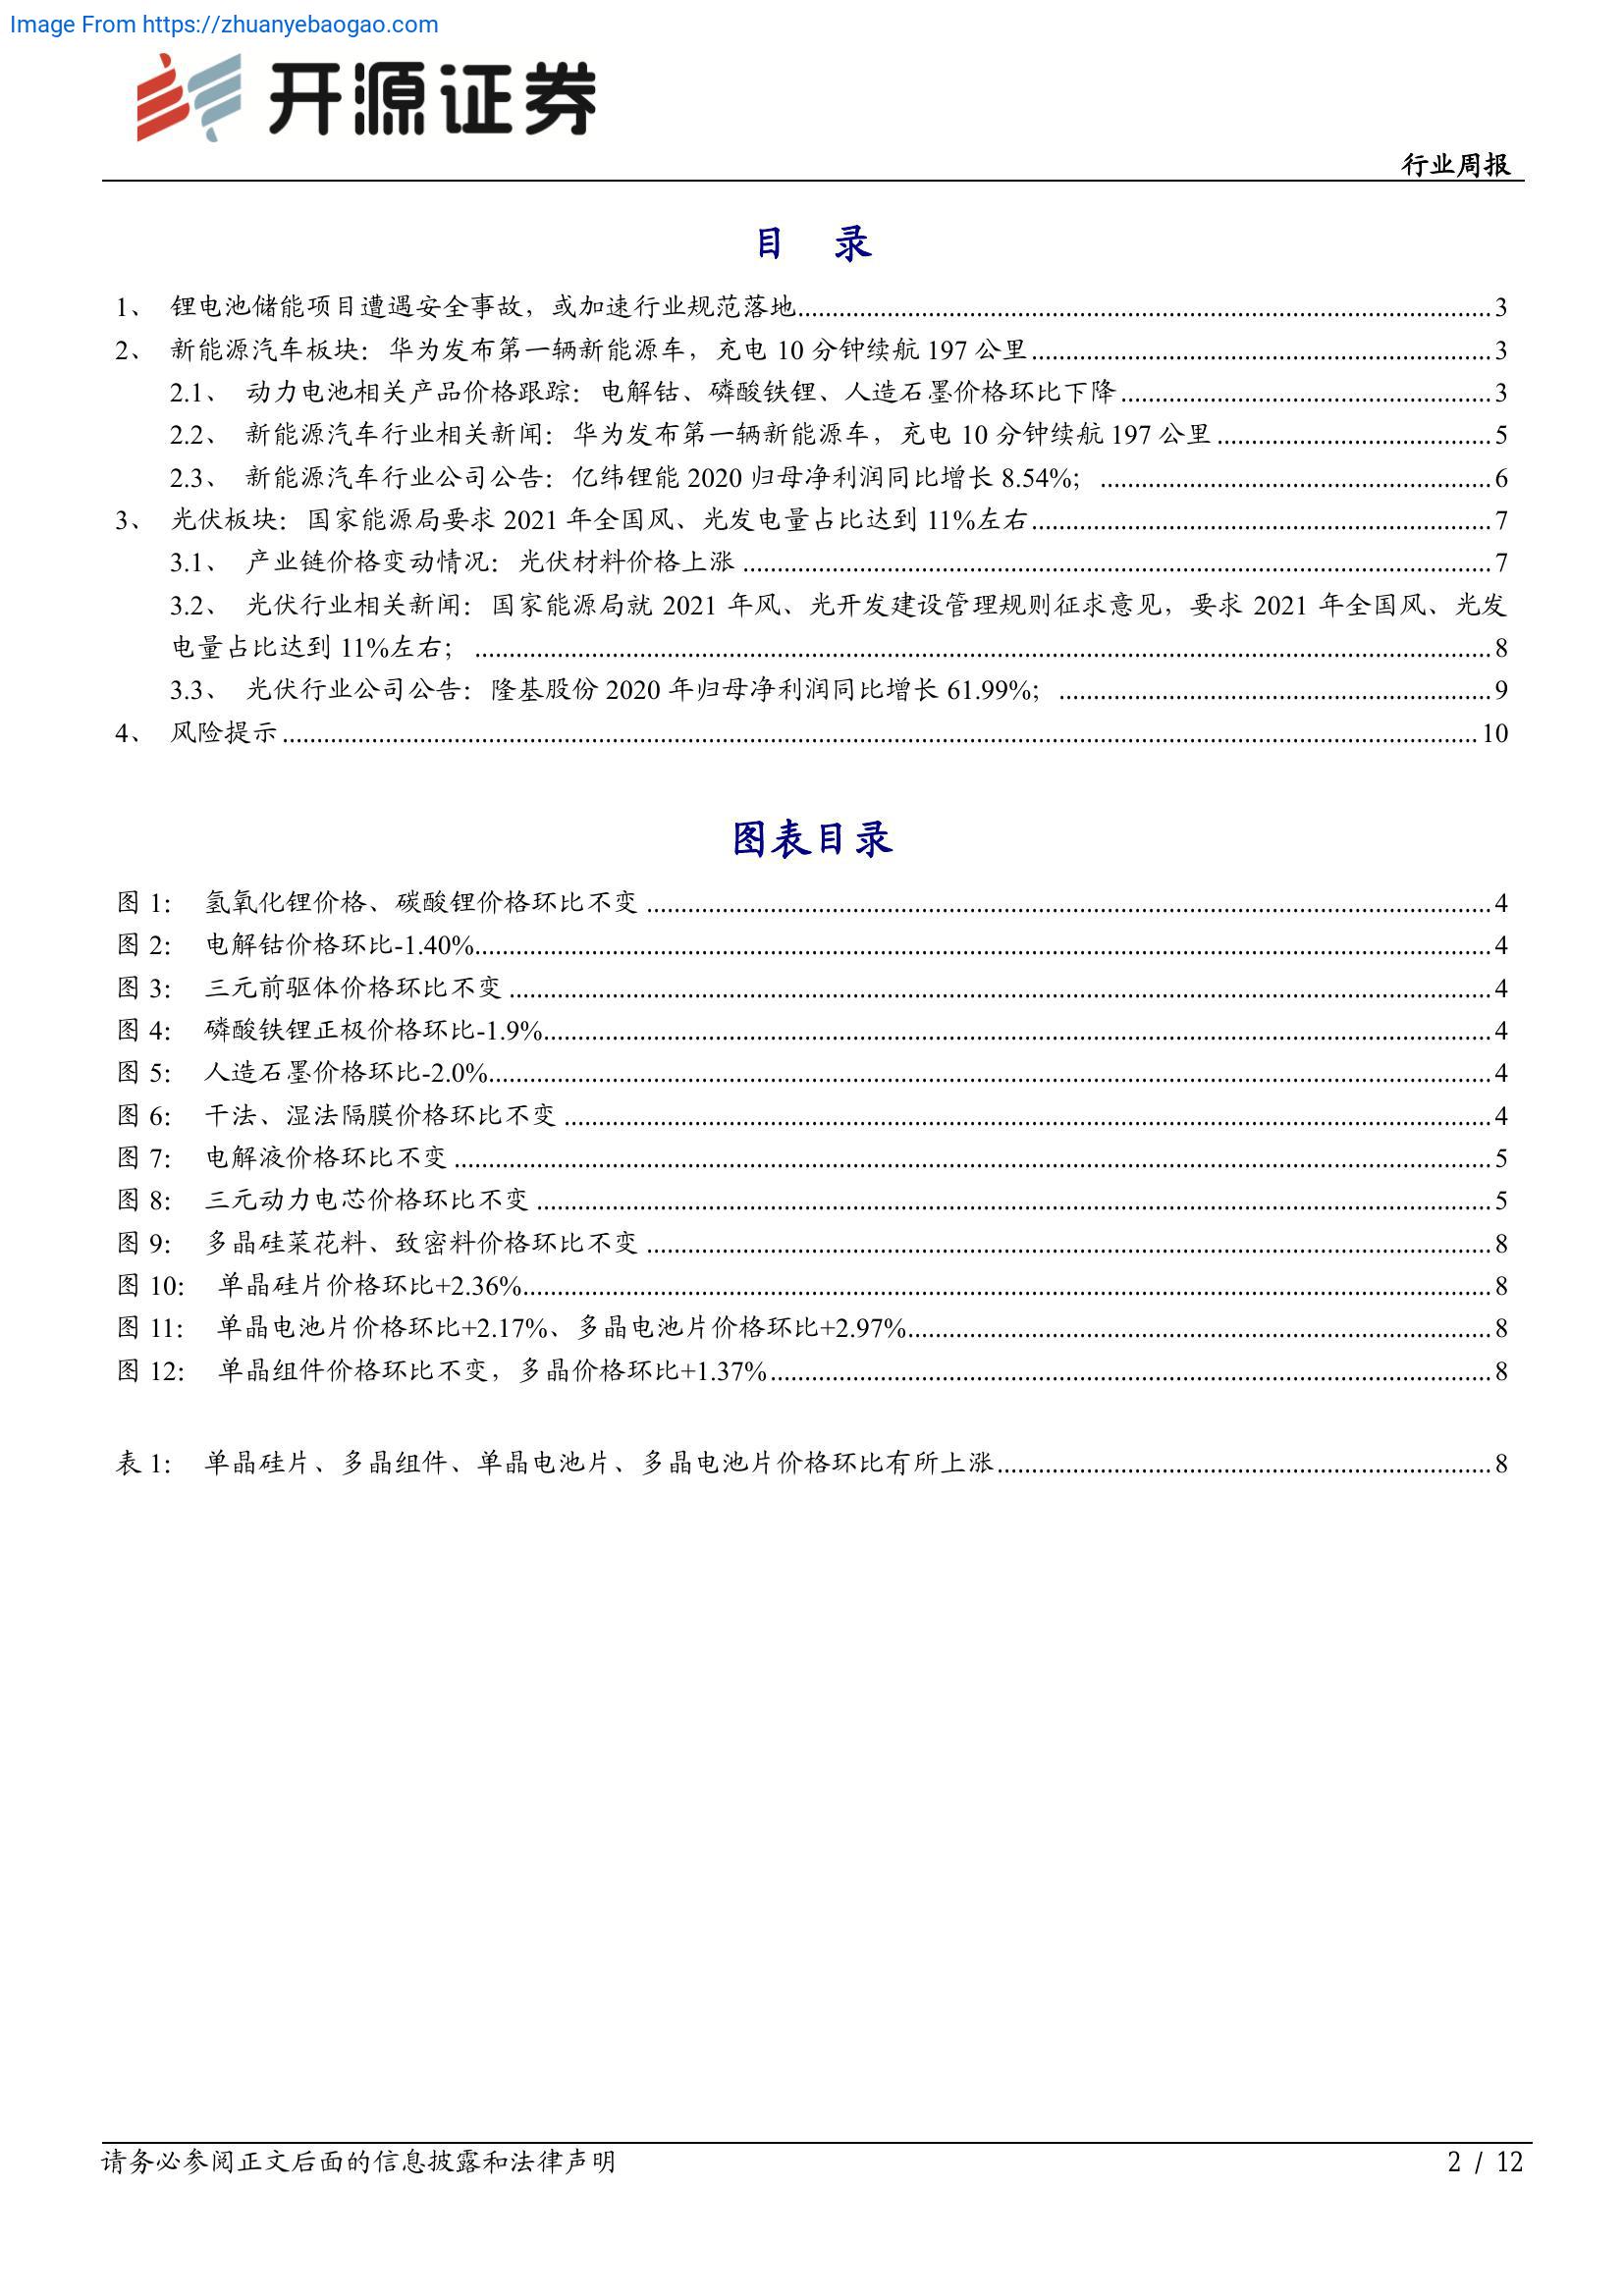 Image From https://zhuanyebaogao.com
开源证券
行业周报
目 录
1、 锂电池储能项目遭遇安全事故，或加速行业规范落地 3
2、 新能源汽车板块：华为发布第一辆新能源车，充电 10 分钟续航 197 公里 3
2.1、 动力电池相关产品价格跟踪：电解钴、磷酸铁锂、人造石墨价格环比下降 3
2.2、 新能源汽车行业相关新闻：华为发布第一辆新能源车，充电 10 分钟续航 197 公里 5
2.3、 新能源汽车行业公司公告：亿纬锂能 2020 归母净利润同比增长 8.54%； 6
3、 光伏板块：国家能源局要求 2021 年全国风、光发电量占比达到 11%左右 7
3.1、 产业链价格变动情况：光伏材料价格上涨 7
3.2、 光伏行业相关新闻：国家能源局就 2021 年风、光开发建设管理规则征求意见，要求 2021 年全国风、光发
电量占比达到 11%左右； 8
3.3、 光伏行业公司公告：隆基股份 2020 年归母净利润同比增长 61.99%； 9
4、 风险提示 10
图表目录
图 1： 氢氧化锂价格、碳酸锂价格环比不变 4
图 2： 电解钴价格环比-1.40% 4
图 3： 三元前驱体价格环比不变 4
图 4： 磷酸铁锂正极价格环比-1.9% 4
图 5： 人造石墨价格环比-2.0% 4
图 6： 干法、湿法隔膜价格环比不变 4
图 7： 电解液价格环比不变 5
图 8： 三元动力电芯价格环比不变 5
图 9： 多晶硅菜花料、致密料价格环比不变 8
图 10： 单晶硅片价格环比+2.36% 8
图 11： 单晶电池片价格环比+2.17%、多晶电池片价格环比+2.97% 8
图 12： 单晶组件价格环比不变，多晶价格环比+1.37% 8
表 1： 单晶硅片、多晶组件、单晶电池片、多晶电池片价格环比有所上涨 8
请务必参阅正文后面的信息披露和法律声明 2 / 12